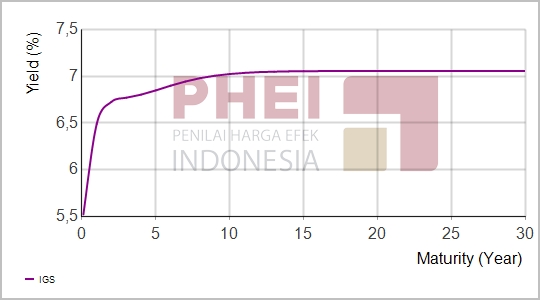 Yield (%)
7,5
7
6,5
6
5,5
PHEI
PENILAI HARGA EFEK
INDONESIA
0 5 10 15 20 25 30
Maturity (Year)
IGS